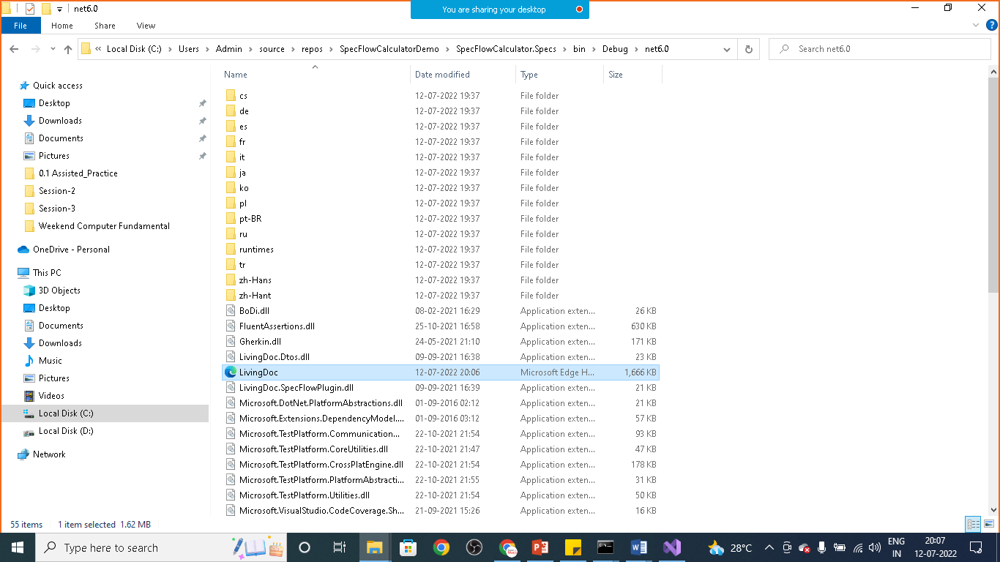 net6.0
You are sharing your desktop
File Home Share View
« Local Disk (C:) > Users > Admin > source > repos > SpecFlowCalculatorDemo > SpecFlowCalculator.Specs > bin > Debug > net6.0
Search net6.0
Quick access
Desktop
Downloads
Documents
Pictures
0.1 Assisted_Practice
Session-2
Session-3
Weekend Computer Fundamental
OneDrive - Personal
This PC
3D Objects
Desktop
Documents
Downloads
Music
Pictures
Videos
Local Disk (C:)
Local Disk (D:)
Network
Name Date modified Type Size
cs 12-07-2022 19:37 File folder
de 12-07-2022 19:37 File folder
es 12-07-2022 19:37 File folder
fr 12-07-2022 19:37 File folder
it 12-07-2022 19:37 File folder
ja 12-07-2022 19:37 File folder
ko 12-07-2022 19:37 File folder
pl 12-07-2022 19:37 File folder
pt-BR 12-07-2022 19:37 File folder
ru 12-07-2022 19:37 File folder
runtimes 12-07-2022 19:37 File folder
tr 12-07-2022 19:37 File folder
zh-Hans 12-07-2022 19:37 File folder
zh-Hant 12-07-2022 19:37 File folder
BoDi.dll 08-02-2021 16:29 Application exten... 26 KB
FluentAssertions.dll 25-10-2021 16:58 Application exten... 630 KB
Gherkin.dll 24-05-2021 21:10 Application exten... 171 KB
LivingDoc.Dtos.dll 09-09-2021 16:38 Application exten... 23 KB
LivingDoc 12-07-2022 20:06 Microsoft Edge H... 1,666 KB
LivingDoc.SpecFlowPlugin.dll 09-09-2021 16:39 Application exten... 21 KB
Microsoft.DotNet.PlatformAbstractions.dll 01-09-2016 02:12 Application exten... 21 KB
Microsoft.Extensions.DependencyModel.... 01-09-2016 03:12 Application exten... 57 KB
Microsoft.TestPlatform.Communication... 22-10-2021 21:54 Application exten... 93 KB
Microsoft.TestPlatform.CoreUtilities.dll 22-10-2021 21:47 Application exten... 47 KB
Microsoft.TestPlatform.CrossPlatEngine.dll 22-10-2021 21:54 Application exten... 178 KB
Microsoft.TestPlatform.PlatformAbstracti... 22-10-2021 21:55 Application exten... 31 KB
Microsoft.TestPlatform.Utilities.dll 22-10-2021 21:54 Application exten... 50 KB
Microsoft.VisualStudio.CodeCoverage.Sh... 21-09-2021 15:26 Application exten... 16 KB
55 items 1 item selected 1.62 MB
Type here to search
28°C
ENG
IN
20:07
12-07-2022